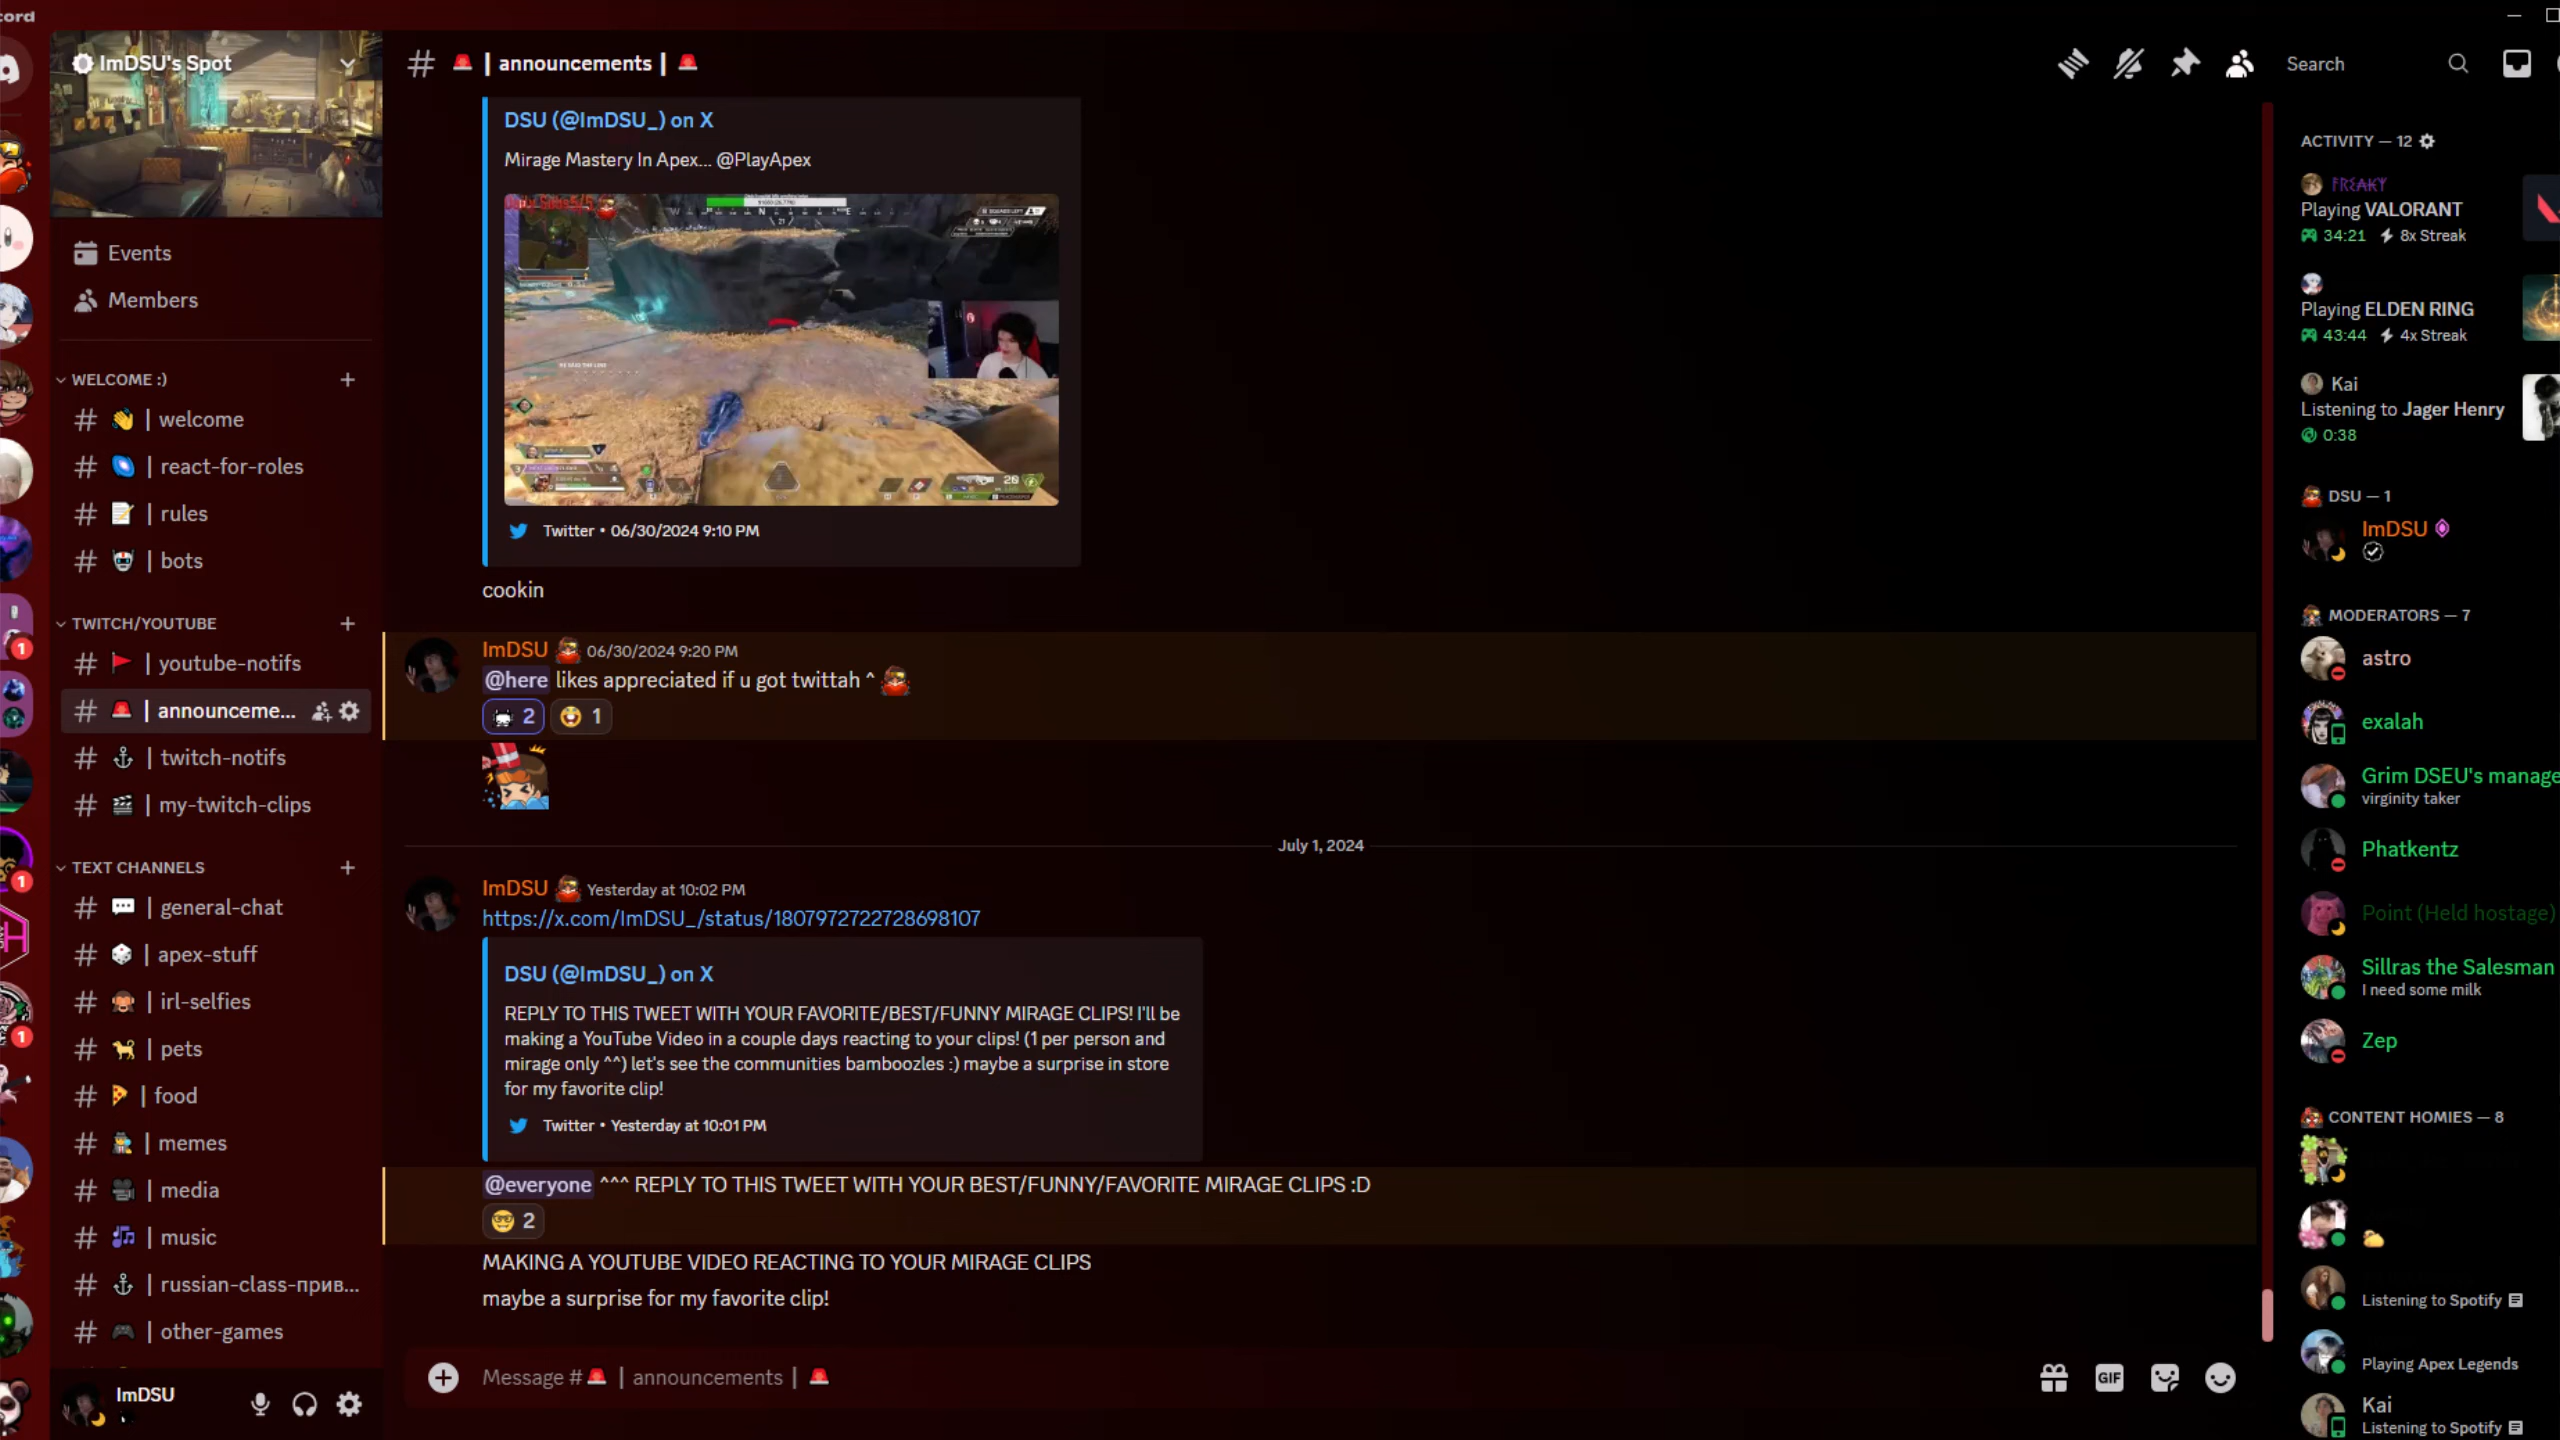 cord
ImDSU's Spot
Events
Members
WELCOME :)
# | welcome
# | react-for-roles
# | rules
# | bots
TWITCH/YOUTUBE
# | youtube-notifs
# | announceme...
# | twitch-notifs
# | my-twitch-clips
TEXT CHANNELS
# | general-chat
# | apex-stuff
# | irl-selfies
# | pets
# | food
# | memes
# | media
# | music
# | russian-class-прив...
# | other-games
ImDSU
1
1
1
# | announcements |
Search
DSU (@ImDSU_) on X
Mirage Mastery In Apex... @PlayApex
N
E
20
Twitter • 06/30/2024 9:10 PM
cookin
ImDSU 06/30/2024 9:20 PM
@here likes appreciated if u got twittah ^
2 1
July 1, 2024
ImDSU Yesterday at 10:02 PM
https://x.com/ImDSU_/status/1807972722728698107
DSU (@ImDSU_) on X
REPLY TO THIS TWEET WITH YOUR FAVORITE/BEST/FUNNY MIRAGE CLIPS! I'll be
making a YouTube Video in a couple days reacting to your clips! (1 per person and
mirage only ^^) let's see the communities bamboozles :) maybe a surprise in store
for my favorite clip!
Twitter • Yesterday at 10:01 PM
@everyone ^^^ REPLY TO THIS TWEET WITH YOUR BEST/FUNNY/FAVORITE MIRAGE CLIPS :D
2
MAKING A YOUTUBE VIDEO REACTING TO YOUR MIRAGE CLIPS
maybe a surprise for my favorite clip!
Message # | announcements |
GIF
ACTIVITY — 12
Playing VALORANT
34:21 8x Streak
Playing ELDEN RING
43:44 4x Streak
Kai
Listening to Jager Henry
0:38
DSU — 1
ImDSU
MODERATORS — 7
astro
exalah
Grim DSEU's manage
virginity taker
Phatkentz
Point (Held hostage)
Sillras the Salesman
I need some milk
Zep
CONTENT HOMIES — 8
Listening to Spotify
Playing Apex Legends
Kai
Listening to Spotify